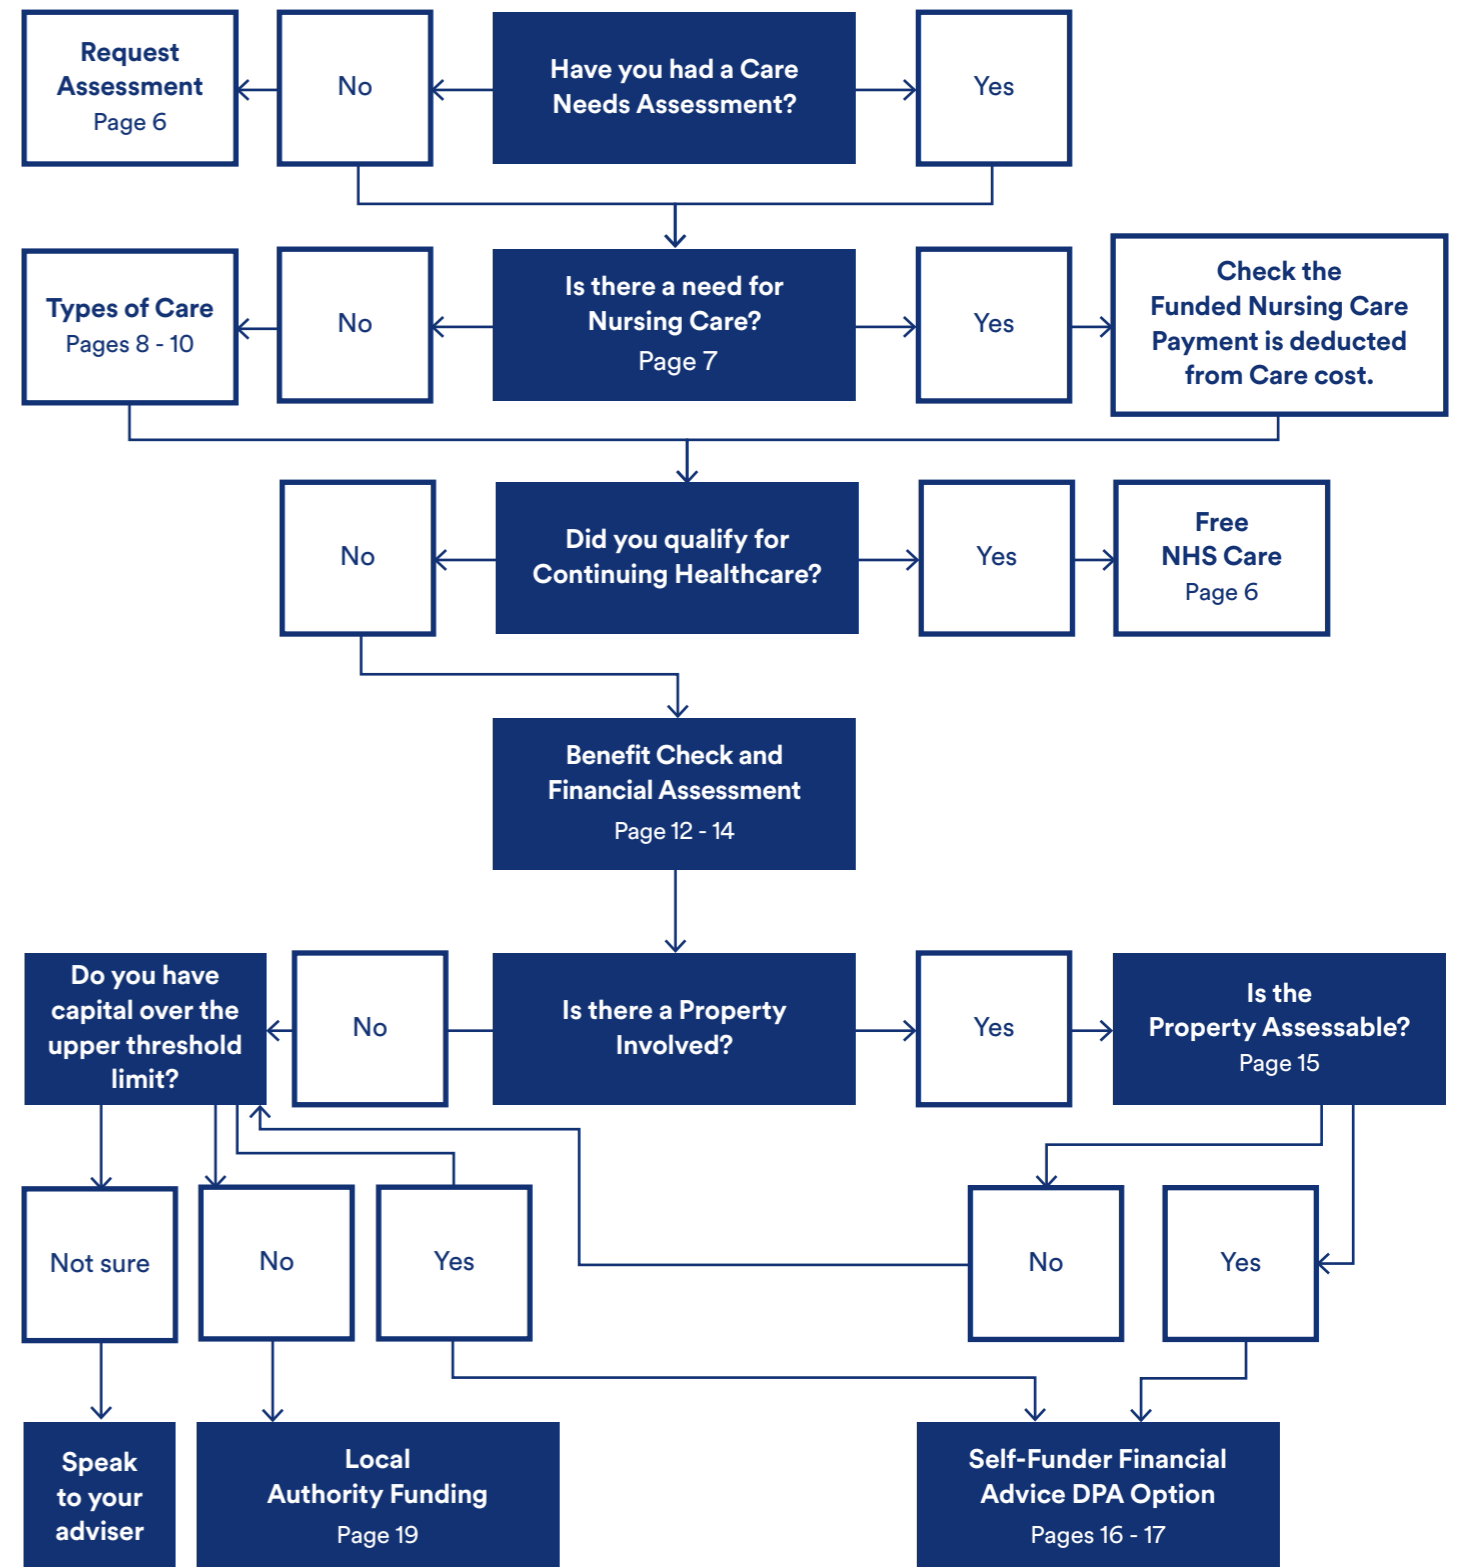 Request
Assessment
Page 6
No
Have you had a Care
Needs Assessment?
Yes
Types of Care
Pages 8 - 10
No
Is there a need for
Nursing Care?
Page 7
Yes
Check the
Funded Nursing Care
Payment is deducted
from Care cost.
No
Did you qualify for
Continuing Healthcare?
Yes
Free
NHS Care
Page 6
Benefit Check and
Financial Assessment
Page 12 - 14
Do you have
capital over the
upper threshold
limit?
No
Is there a Property
Involved?
Yes
Is the
Property Assessable?
Page 15
Not sure
No
Yes
No
Yes
Speak
to your
adviser
Local
Authority Funding
Page 19
Self-Funder Financial
Advice DPA Option
Pages 16 - 17